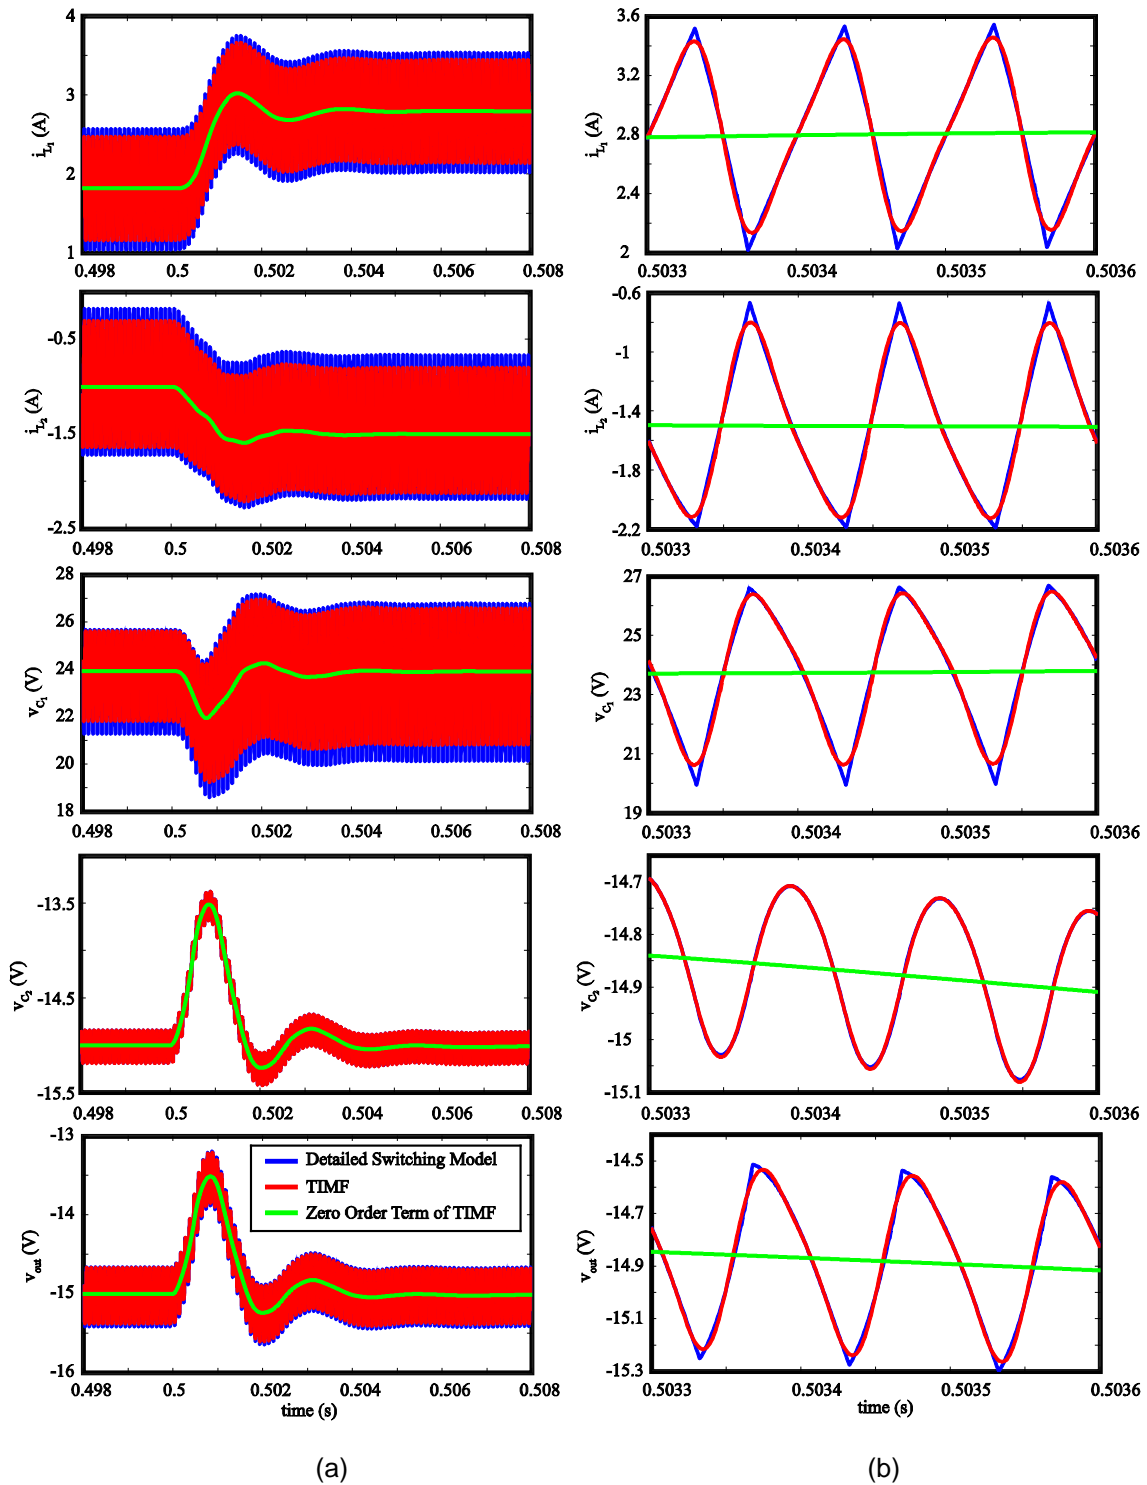 4
3
2
1
i_L1 (A)
0.498 0.5 0.502 0.504 0.506 0.508
3.6
3.2
2.8
2.4
2
i_L1 (A)
0.5033 0.5034 0.5035 0.5036
-0.5
-1.5
-2.5
i_L2 (A)
0.498 0.5 0.502 0.504 0.506 0.508
-0.6
-1
-1.4
-1.8
-2.2
i_L2 (A)
0.5033 0.5034 0.5035 0.5036
28
26
24
22
20
18
v_C1 (V)
0.498 0.5 0.502 0.504 0.506 0.508
27
25
23
21
19
v_C1 (V)
0.5033 0.5034 0.5035 0.5036
-13.5
-14.5
-15.5
v_C2 (V)
0.498 0.5 0.502 0.504 0.506 0.508
-14.7
-14.8
-14.9
-15
-15.1
v_C2 (V)
0.5033 0.5034 0.5035 0.5036
-13
-14
-15
-16
v_out (V)
Detailed Switching Model
TIMF
Zero Order Term of TIMF
0.498 0.5 0.502 0.504 0.506 0.508
time (s)
-14.5
-14.7
-14.9
-15.1
-15.3
v_out (V)
0.5033 0.5034 0.5035 0.5036
time (s)
(a)
(b)